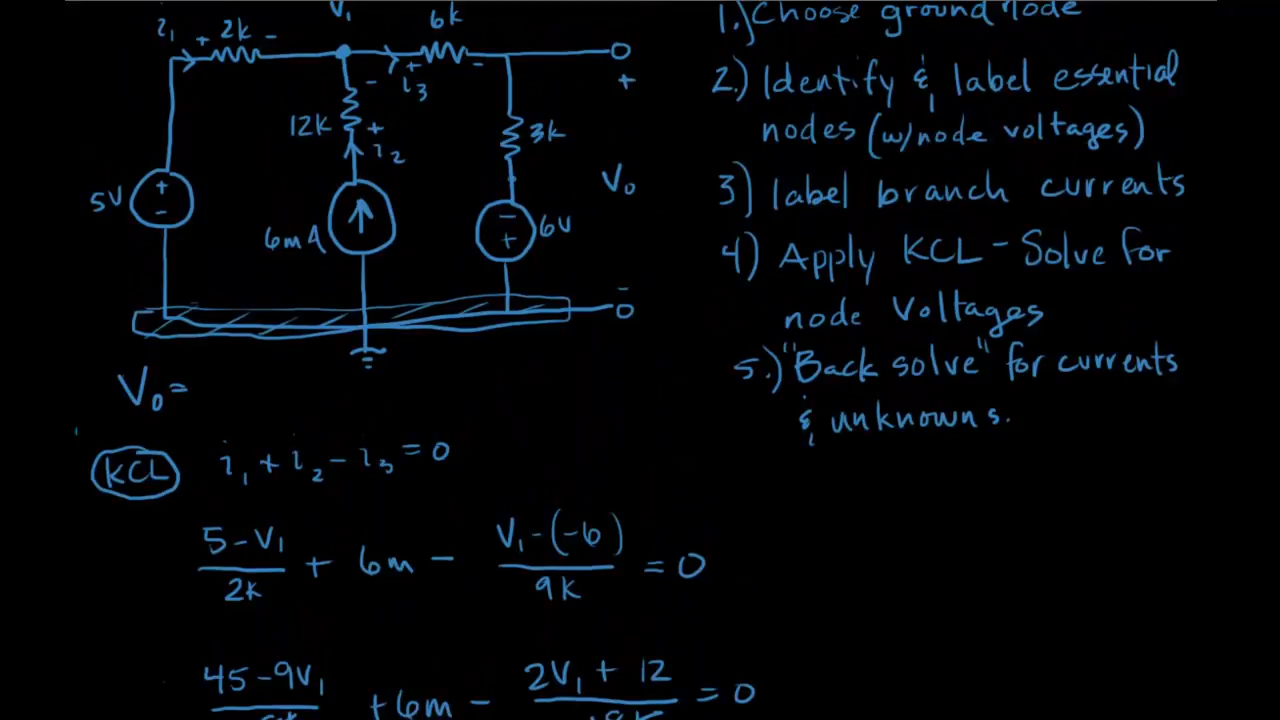 1.) Choose ground node
2.) Identify & label essential
nodes (w/node voltages)
3) label branch currents
4) Apply KCL - Solve for
node voltages
5.) "Back solve" for currents
& unknowns.
V₁
i₁ + 2k -
6k
+ i₃ -
-
12k +
i₂
3k
+
V₀
-
5V + -
6mA
- + 6V
V₀ =
KCL i₁ + i₂ - i₃ = 0
5-V₁ / 2k + 6m - V₁-(-6) / 9k = 0
45-9V₁ / + 6m - 2V₁ + 12 / 18k = 0